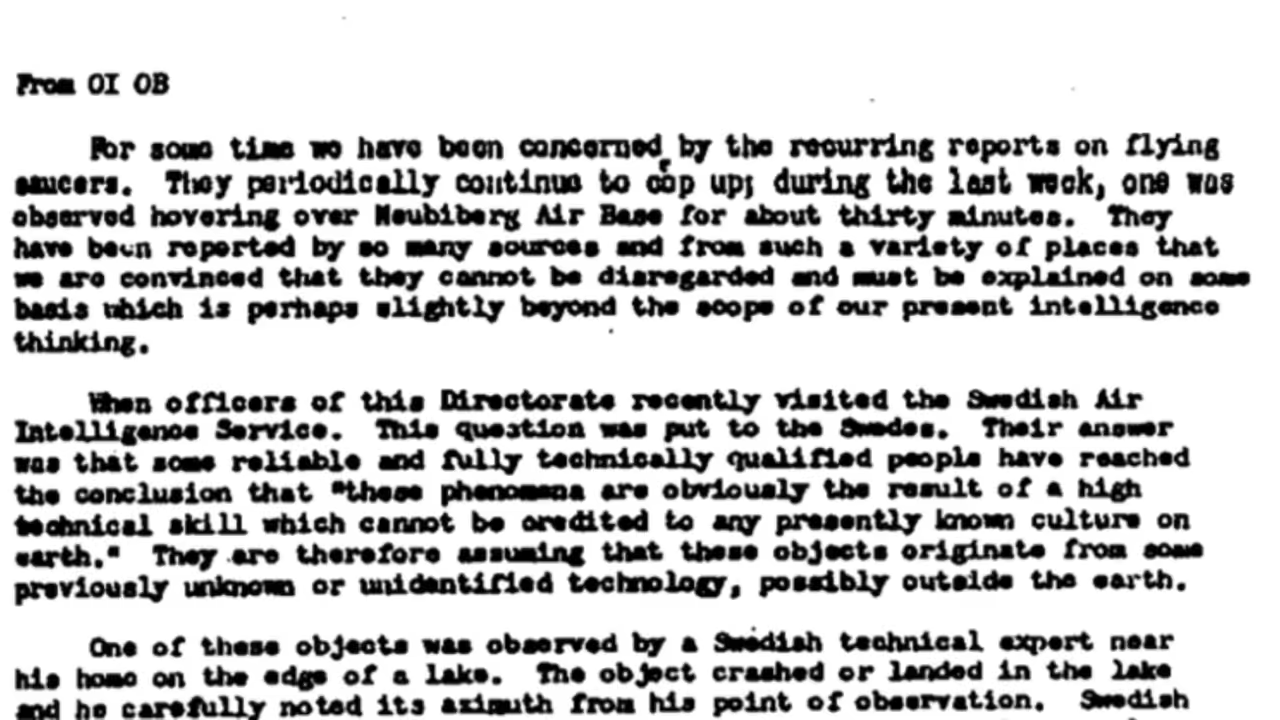 From OI OB
For some time we have been concerned by the recurring reports on flying
saucers. They periodically continue to cop up; during the last week, one was
observed hovering over Neubiberg Air Base for about thirty minutes. They
have been reported by so many sources and from such a variety of places that
we are convinced that they cannot be disregarded and must be explained on some
basis which is perhaps slightly beyond the scope of our present intelligence
thinking.
When officers of this Directorate recently visited the Swedish Air
Intelligence Service. This question was put to the Swedes. Their answer
was that some reliable and fully technically qualified people have reached
the conclusion that "these phenomena are obviously the result of a high
technical skill which cannot be credited to any presently known culture on
earth." They are therefore assuming that these objects originate from some
previously unknown or unidentified technology, possibly outside the earth.
One of these objects was observed by a Swedish technical expert near
his home on the edge of a lake. The object crashed or landed in the lake
and he carefully noted its azimuth from his point of observation. Swedish